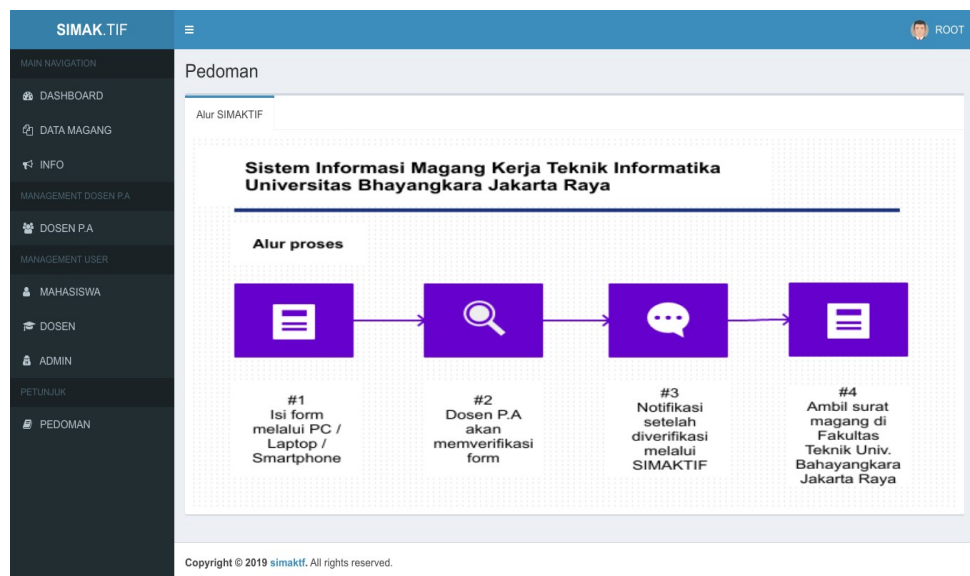 SIMAK.TIF
ROOT
MAIN NAVIGATION
DASHBOARD
DATA MAGANG
INFO
MANAGEMENT DOSEN P.A
DOSEN P.A
MANAGEMENT USER
MAHASISWA
DOSEN
ADMIN
PETUNJUK
PEDOMAN
Pedoman
Alur SIMAKTIF
Sistem Informasi Magang Kerja Teknik Informatika
Universitas Bhayangkara Jakarta Raya
Alur proses
#1
Isi form
melalui PC /
Laptop /
Smartphone
#2
Dosen P.A
akan
memverifikasi
form
#3
Notifikasi
setelah
diverifikasi
melalui
SIMAKTIF
#4
Ambil surat
magang di
Fakultas
Teknik Univ.
Bahayangkara
Jakarta Raya
Copyright © 2019 simaktf. All rights reserved.